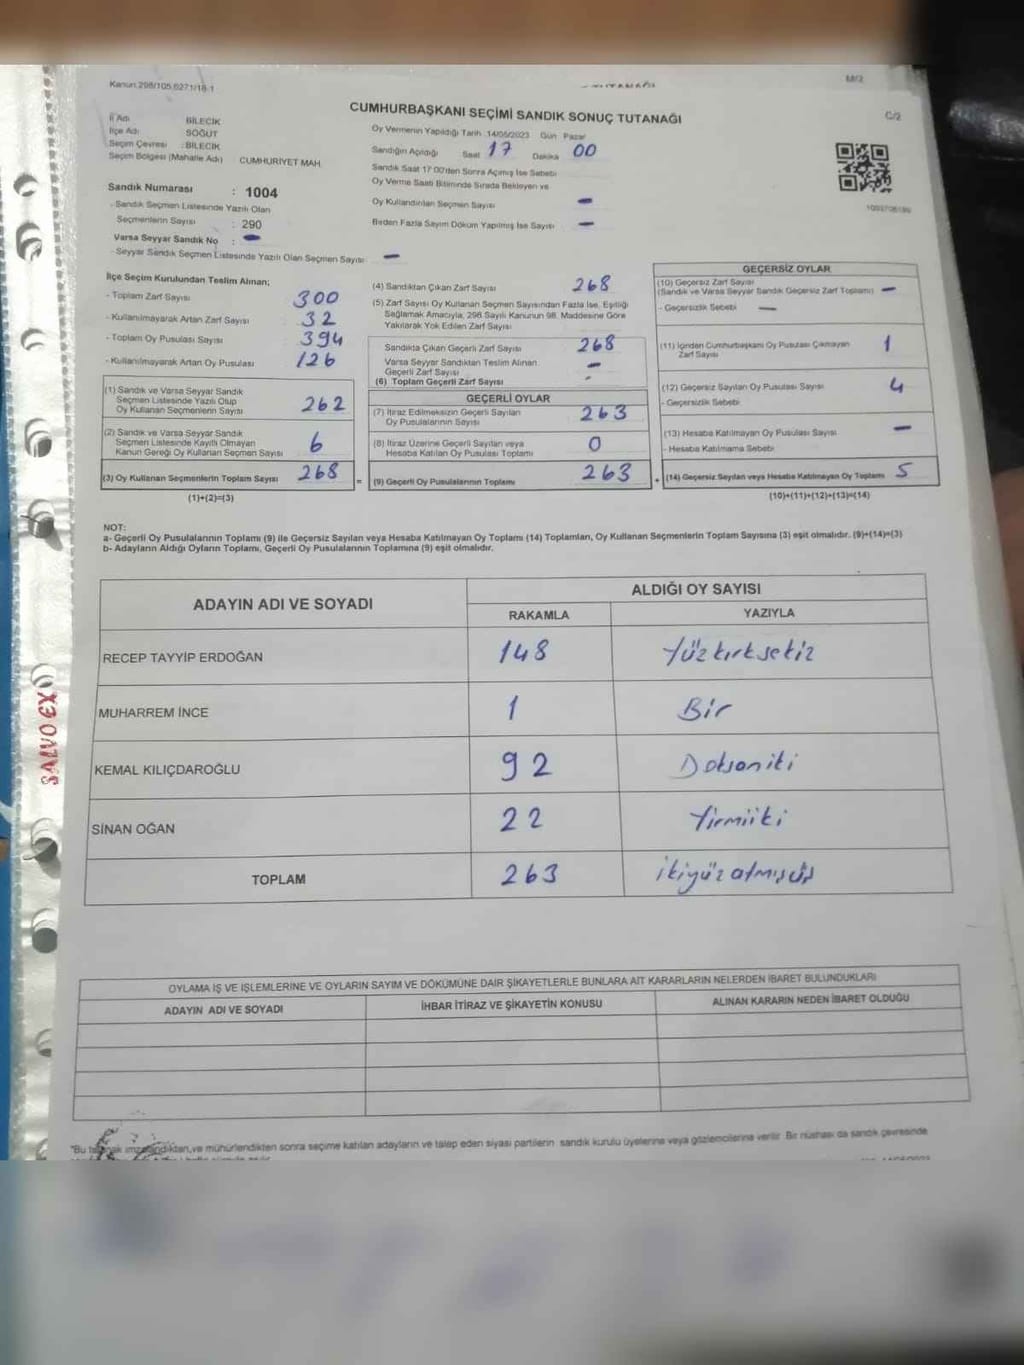 Kanun:298/105,6271/18-1
M/2
CUMHURBAŞKANI SEÇİMİ SANDIK SONUÇ TUTANAĞI
C/2
İl Adı : BİLECİK
İlçe Adı : SÖĞÜT
Seçim Çevresi : BİLECİK
Seçim Bölgesi (Mahalle Adı) : CUMHURİYET MAH.
Sandık Numarası : 1004
- Sandık Seçmen Listesinde Yazılı Olan
Seçmenlerin Sayısı : 290
Varsa Seyyar Sandık No : -
- Seyyar Sandık Seçmen Listesinde Yazılı Olan Seçmen Sayısı -
Oy Vermenin Yapıldığı Tarih :14/05/2023 Gün :Pazar
Sandığın Açıldığı Saat 17 Dakika 00
Sandık Saat 17:00'den Sonra Açılmış İse Sebebi
Oy Verme Saati Bitiminde Sırada Bekleyen ve
Oy Kullandırılan Seçmen Sayısı -
Birden Fazla Sayım Döküm Yapılmış İse Sayısı -
İlçe Seçim Kurulundan Teslim Alınan;
- Toplam Zarf Sayısı 300
- Kullanılmayarak Artan Zarf Sayısı 32
- Toplam Oy Pusulası Sayısı 394
- Kullanılmayarak Artan Oy Pusulası 126
(1) Sandık ve Varsa Seyyar Sandık
Seçmen Listesinde Yazılı Olup
Oy Kullanan Seçmenlerin Sayısı 262
(2) Sandık ve Varsa Seyyar Sandık
Seçmen Listesinde Kayıtlı Olmayan
Kanun Gereği Oy Kullanan Seçmen Sayısı 6
(3) Oy Kullanan Seçmenlerin Toplam Sayısı 268 =
(1)+(2)=(3)
(4) Sandıktan Çıkan Zarf Sayısı 268
(5) Zarf Sayısı Oy Kullanan Seçmen Sayısından Fazla İse, Eşitliği
Sağlamak Amacıyla, 298 Sayılı Kanunun 98. Maddesine Göre
Yakılarak Yok Edilen Zarf Sayısı
Sandıkta Çıkan Geçerli Zarf Sayısı 268
Varsa Seyyar Sandıktan Teslim Alınan
Geçerli Zarf Sayısı -
(6) Toplam Geçerli Zarf Sayısı -
GEÇERLİ OYLAR
(7) İtiraz Edilmeksizin Geçerli Sayılan
Oy Pusulalarının Sayısı 263
(8) İtiraz Üzerine Geçerli Sayılan veya
Hesaba Katılan Oy Pusulası Toplamı 0
(9) Geçerli Oy Pusulalarının Toplamı 263 +
GEÇERSİZ OYLAR
(10) Geçersiz Zarf Sayısı
(Sandık ve Varsa Seyyar Sandık Geçersiz Zarf Toplamı) -
- Geçersizlik Sebebi -
(11) İçinden Cumhurbaşkanı Oy Pusulası Çıkmayan
Zarf Sayısı 1
(12) Geçersiz Sayılan Oy Pusulası Sayısı 4
- Geçersizlik Sebebi
(13) Hesaba Katılmayan Oy Pusulası Sayısı -
- Hesaba Katılmama Sebebi
(14) Geçersiz Sayılan veya Hesaba Katılmayan Oy Toplamı 5
(10)+(11)+(12)+(13)=(14)
NOT:
a- Geçerli Oy Pusulalarının Toplamı (9) ile Geçersiz Sayılan veya Hesaba Katılmayan Oy Toplamı (14) Toplamları, Oy Kullanan Seçmenlerin Toplam Sayısına (3) eşit olmalıdır. (9)+(14)=(3)
b- Adayların Aldığı Oyların Toplamı, Geçerli Oy Pusulalarının Toplamına (9) eşit olmalıdır.
ADAYIN ADI VE SOYADI
ALDIĞI OY SAYISI
RAKAMLA YAZIYLA
RECEP TAYYİP ERDOĞAN 148 Yüzkırksekiz
MUHARREM İNCE 1 Bir
KEMAL KILIÇDAROĞLU 92 Doksaniki
SİNAN OĞAN 22 Yirmiiki
TOPLAM 263 ikiyüzatmışüş
SALVO EX
OYLAMA İŞ VE İŞLEMLERİNE VE OYLARIN SAYIM VE DÖKÜMÜNE DAİR ŞİKAYETLERLE BUNLARA AİT KARARLARIN NELERDEN İBARET BULUNDUKLARI
ADAYIN ADI VE SOYADI İHBAR İTİRAZ VE ŞİKAYETİN KONUSU ALINAN KARARIN NEDEN İBARET OLDUĞU
"Bu tutanak imzalandıktan,ve mühürlendikten sonra seçime katılan adayların ve talep eden siyasi partilerin sandık kurulu üyelerine veya gözlemcilerine verilir. Bir nüshası da sandık çevresinde